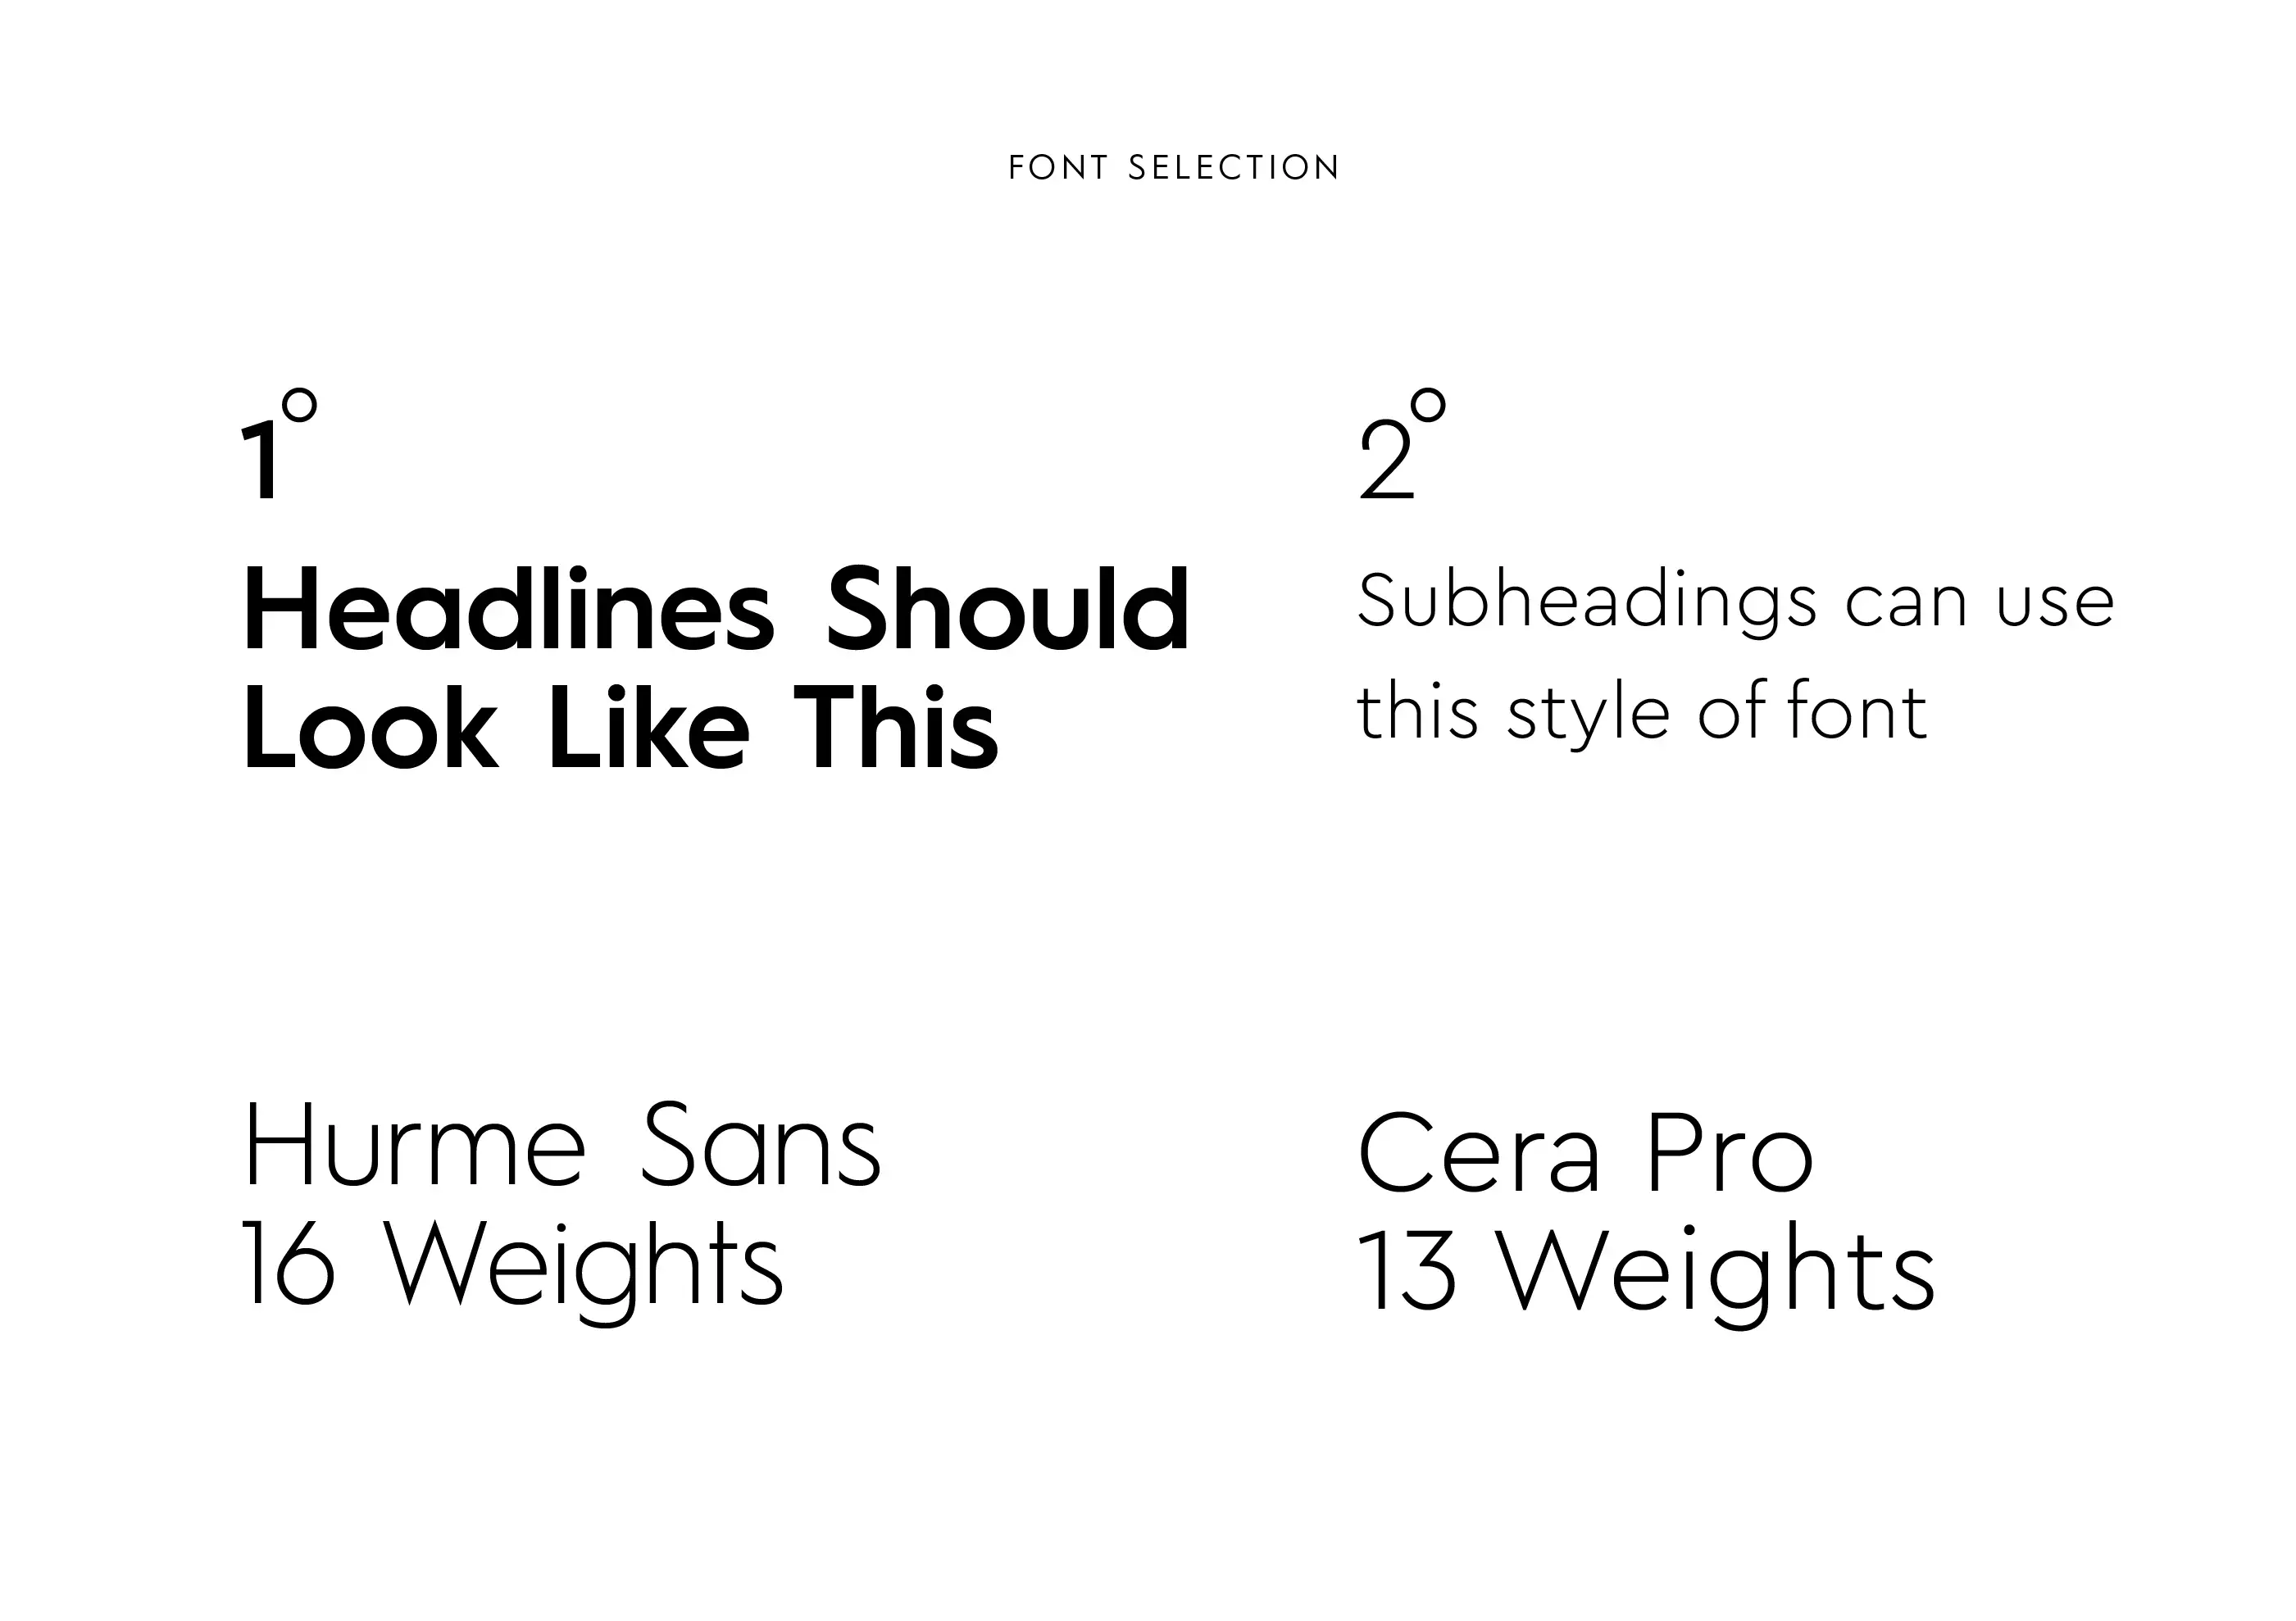 FONT SELECTION
1°
Headlines Should
Look Like This
2°
Subheadings can use
this style of font
Hurme Sans
16 Weights
Cera Pro
13 Weights